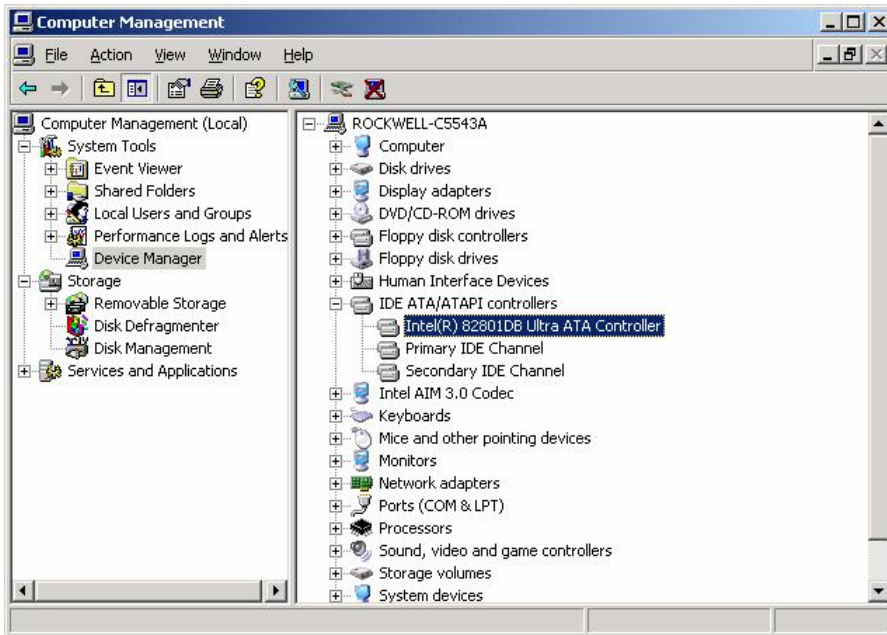 Computer Management
File Action View Window Help
Computer Management (Local)
System Tools
Event Viewer
Shared Folders
Local Users and Groups
Performance Logs and Alerts
Device Manager
Storage
Removable Storage
Disk Defragmenter
Disk Management
Services and Applications
ROCKWELL-C5543A
Computer
Disk drives
Display adapters
DVD/CD-ROM drives
Floppy disk controllers
Floppy disk drives
Human Interface Devices
IDE ATA/ATAPI controllers
Intel(R) 82801DB Ultra ATA Controller
Primary IDE Channel
Secondary IDE Channel
Intel AIM 3.0 Codec
Keyboards
Mice and other pointing devices
Monitors
Network adapters
Ports (COM & LPT)
Processors
Sound, video and game controllers
Storage volumes
System devices